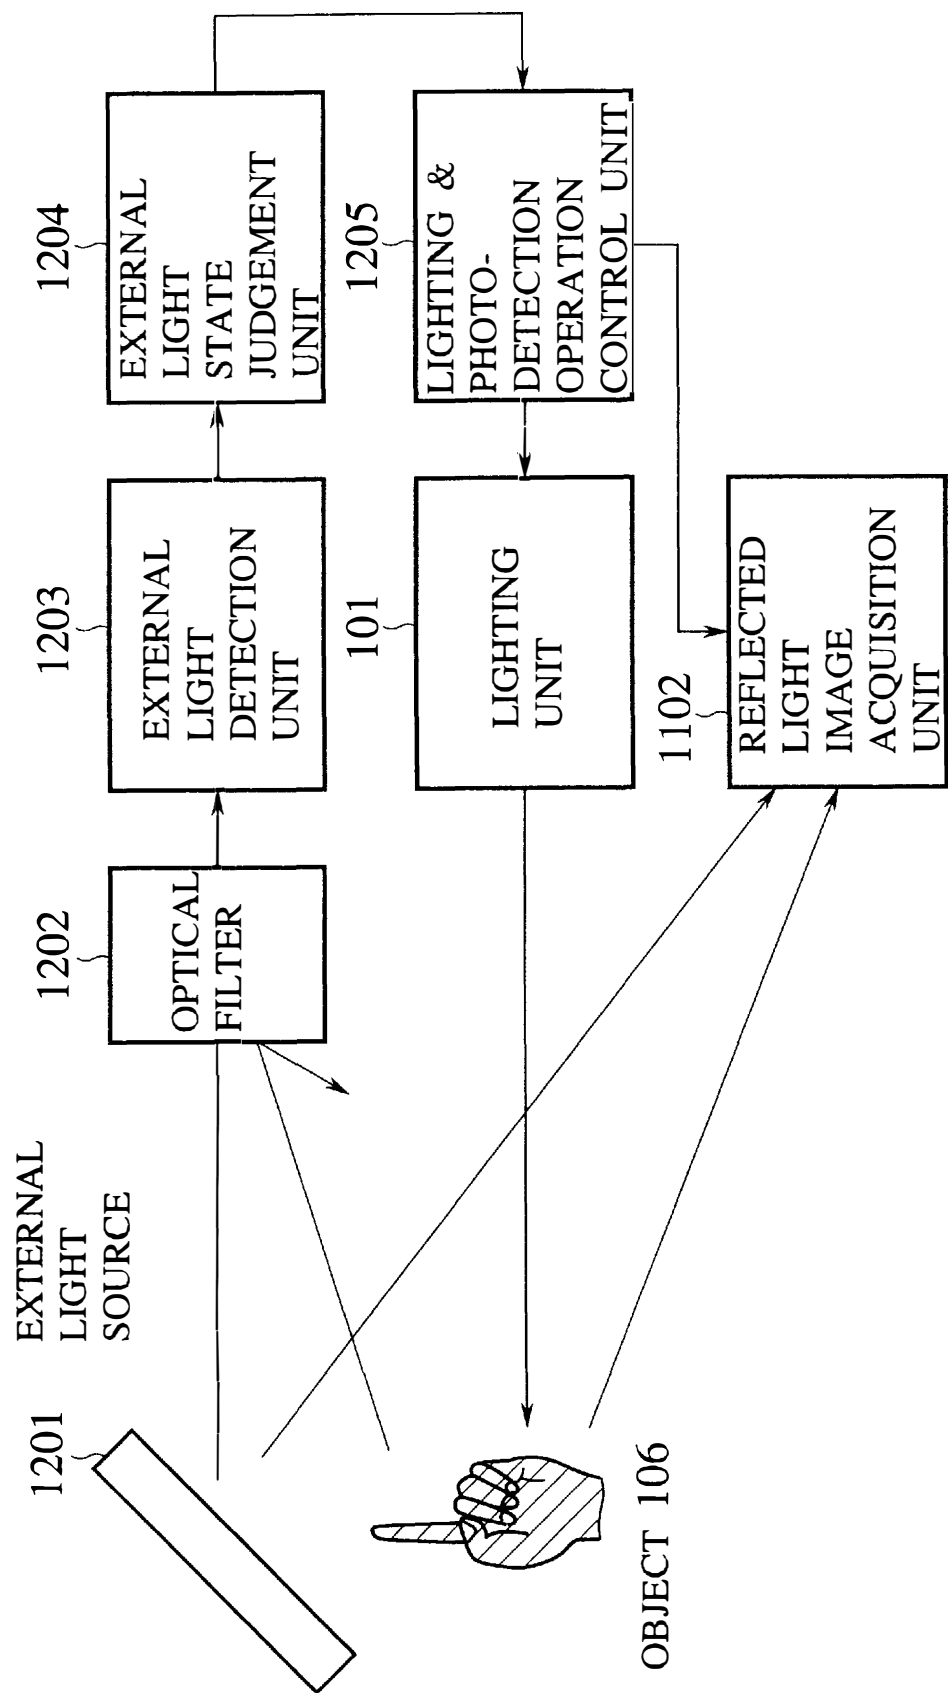 1201
EXTERNAL
LIGHT
SOURCE
1202
OPTICAL
FILTER
1203
EXTERNAL
LIGHT
DETECTION
UNIT
1204
EXTERNAL
LIGHT
STATE
JUDGEMENT
UNIT
1205
LIGHTING &
PHOTO-
DETECTION
OPERATION
CONTROL UNIT
101
LIGHTING
UNIT
1102
REFLECTED
LIGHT
IMAGE
ACQUISITION
UNIT
OBJECT 106